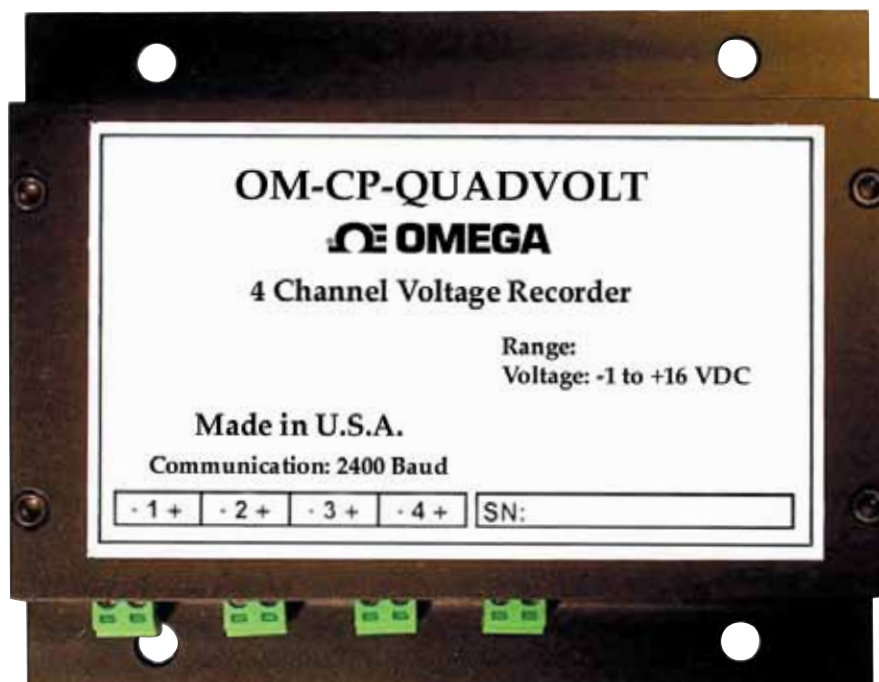 OM-CP-QUADVOLT
OMEGA
4 Channel Voltage Recorder
Range:
Voltage: -1 to +16 VDC
Made in U.S.A.
Communication: 2400 Baud
- 1 + - 2 + - 3 + - 4 + SN: